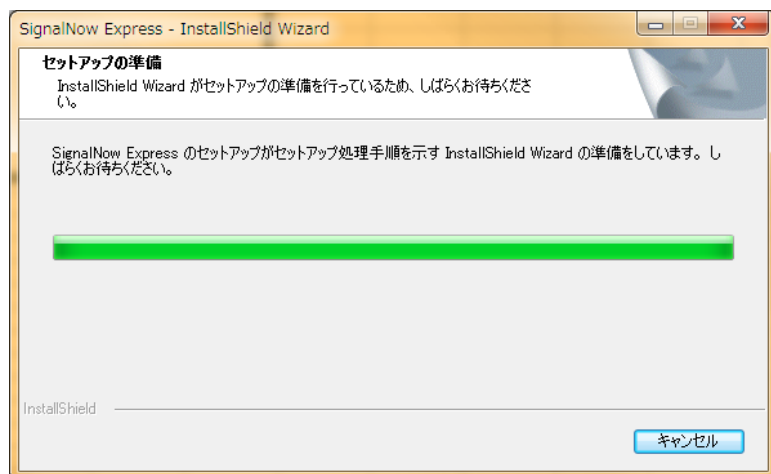 SignalNow Express - InstallShield Wizard
セットアップの準備
InstallShield Wizard がセットアップの準備を行っているため、しばらくお待ちくださ
い。
SignalNow Express のセットアップがセットアップ処理手順を示す InstallShield Wizard の準備をしています。し
ばらくお待ちください。
InstallShield
キャンセル